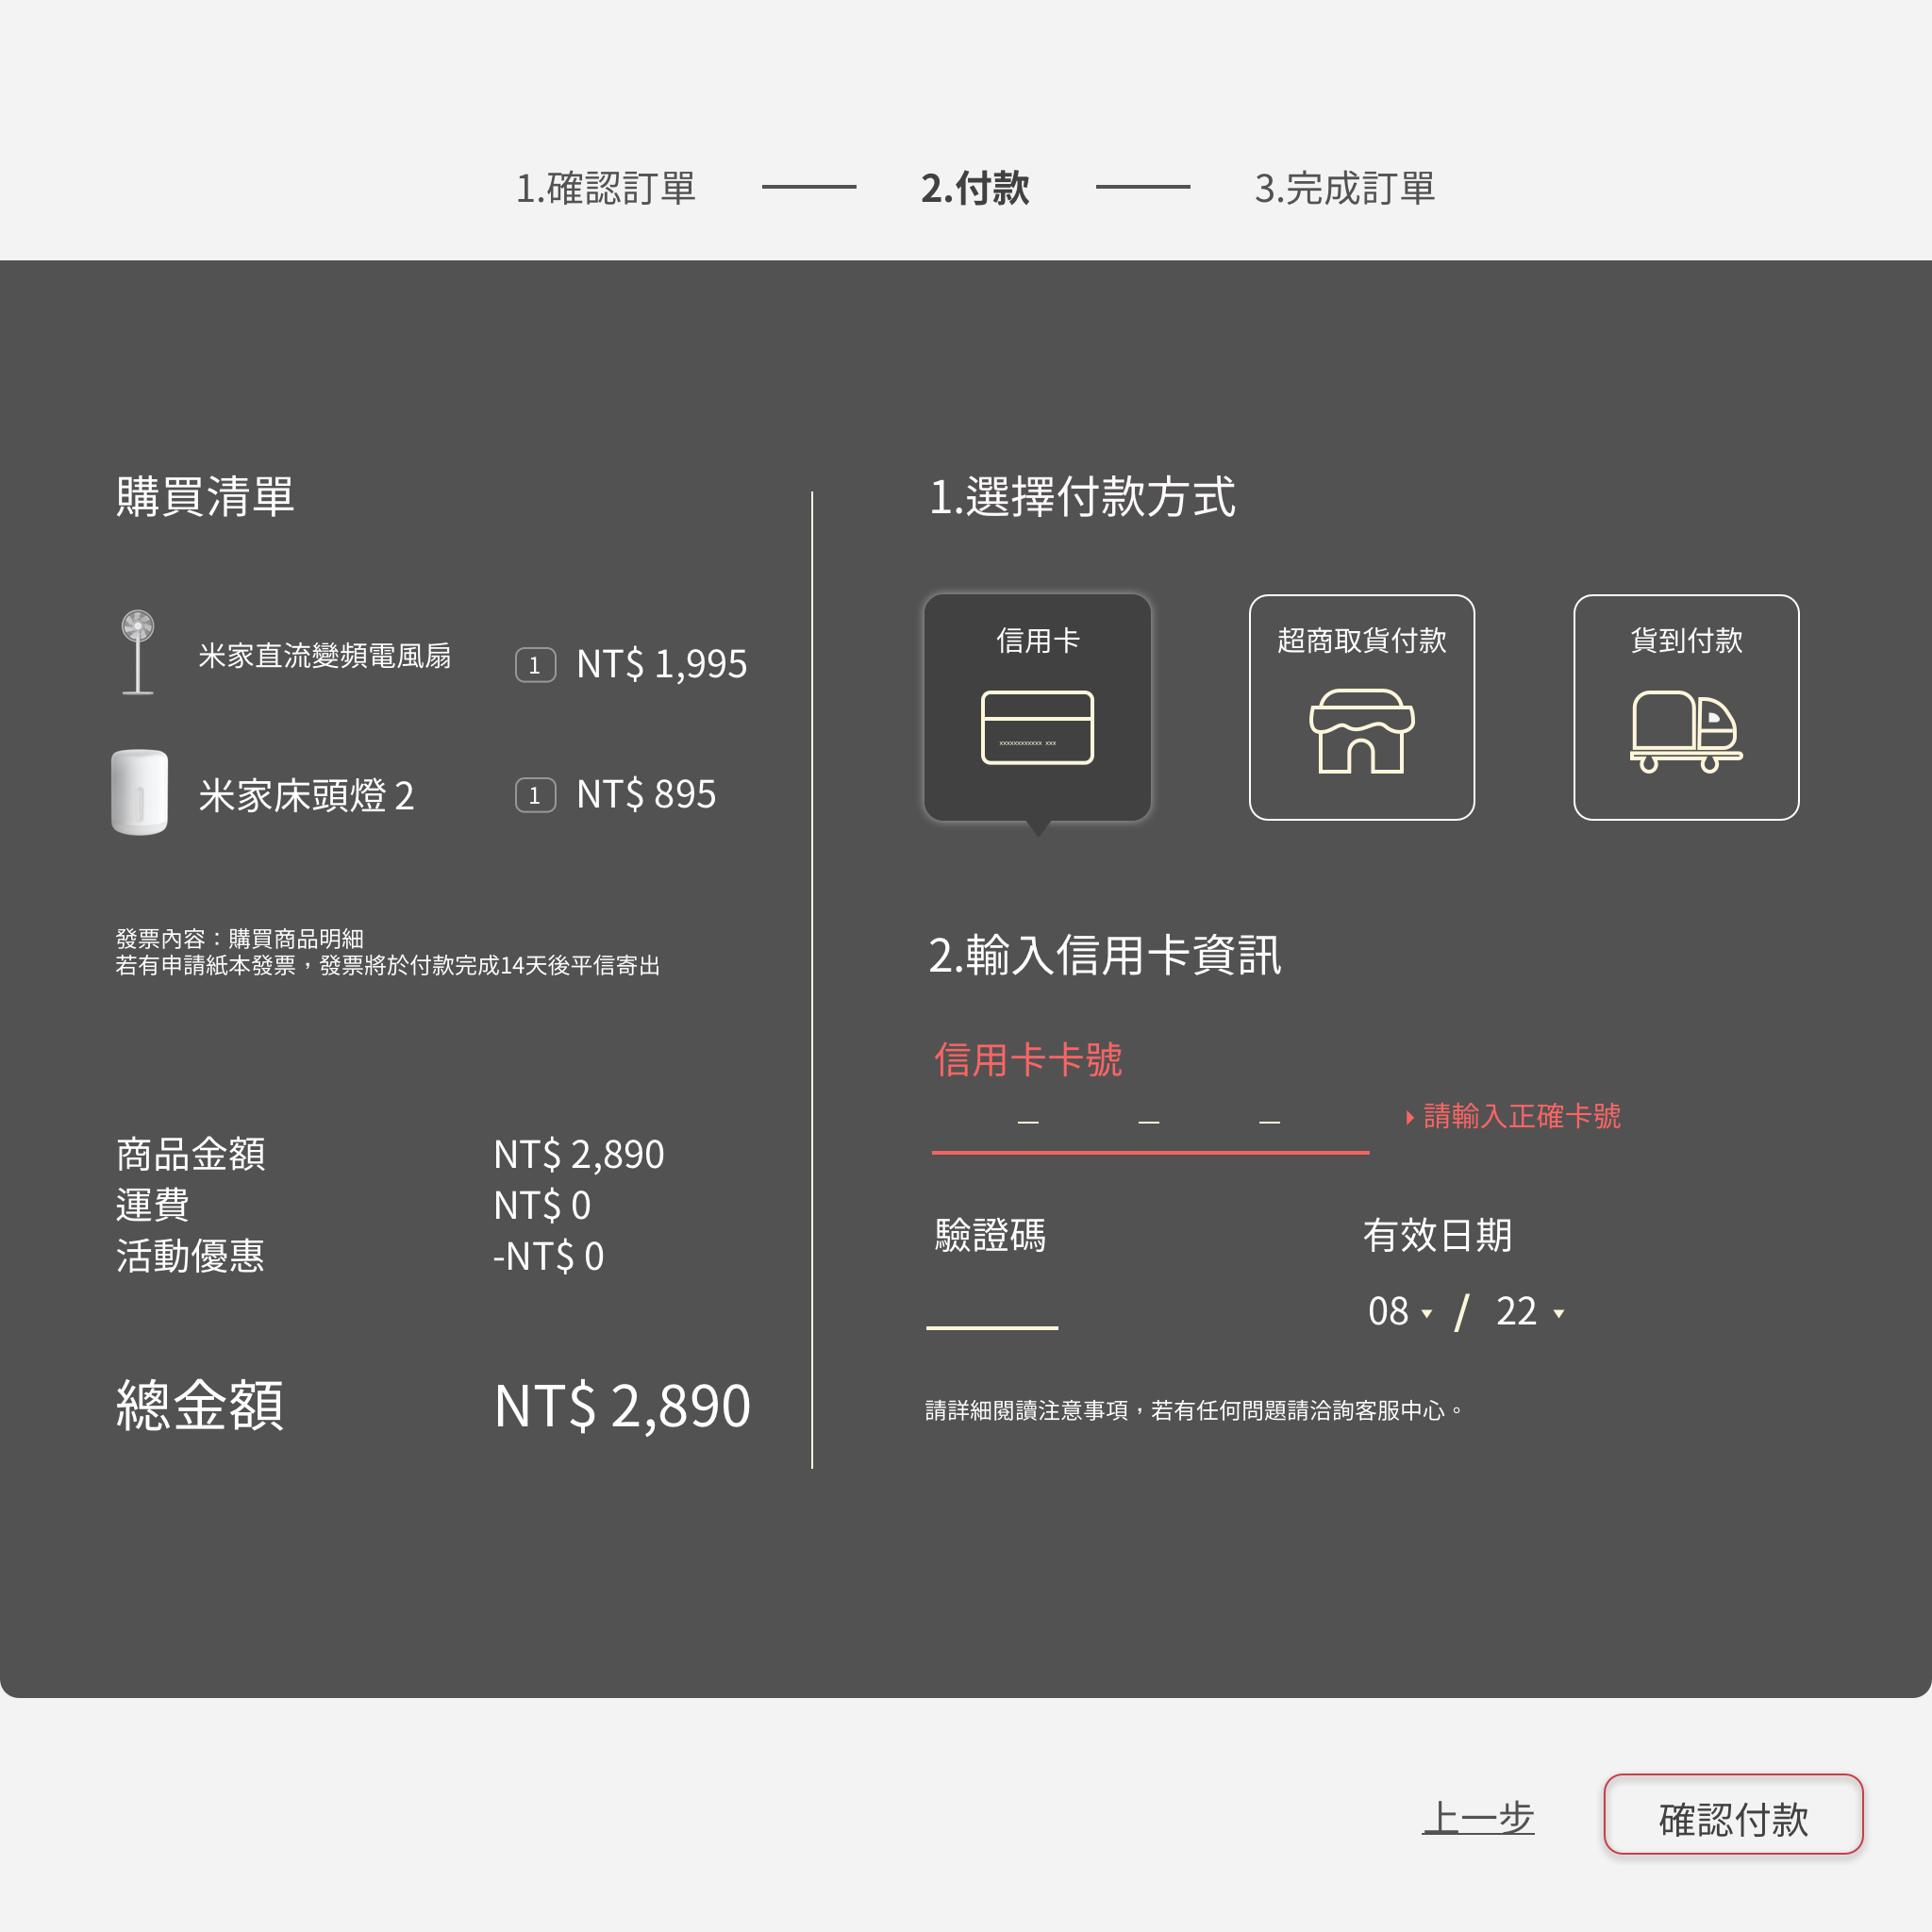 1.確認訂單
2.付款
3.完成訂單
購買清單
米家直流變頻電風扇
1
NT$ 1,995
米家床頭燈 2
1
NT$ 895
發票內容：購買商品明細
若有申請紙本發票，發票將於付款完成14天後平信寄出
商品金額
NT$ 2,890
運費
NT$ 0
活動優惠
-NT$ 0
總金額
NT$ 2,890
1.選擇付款方式
信用卡
xxxxxxxxxxxx xxx
超商取貨付款
貨到付款
2.輸入信用卡資訊
信用卡卡號
請輸入正確卡號
驗證碼
有效日期
08 / 22
請詳細閱讀注意事項，若有任何問題請洽詢客服中心。
上一步
確認付款